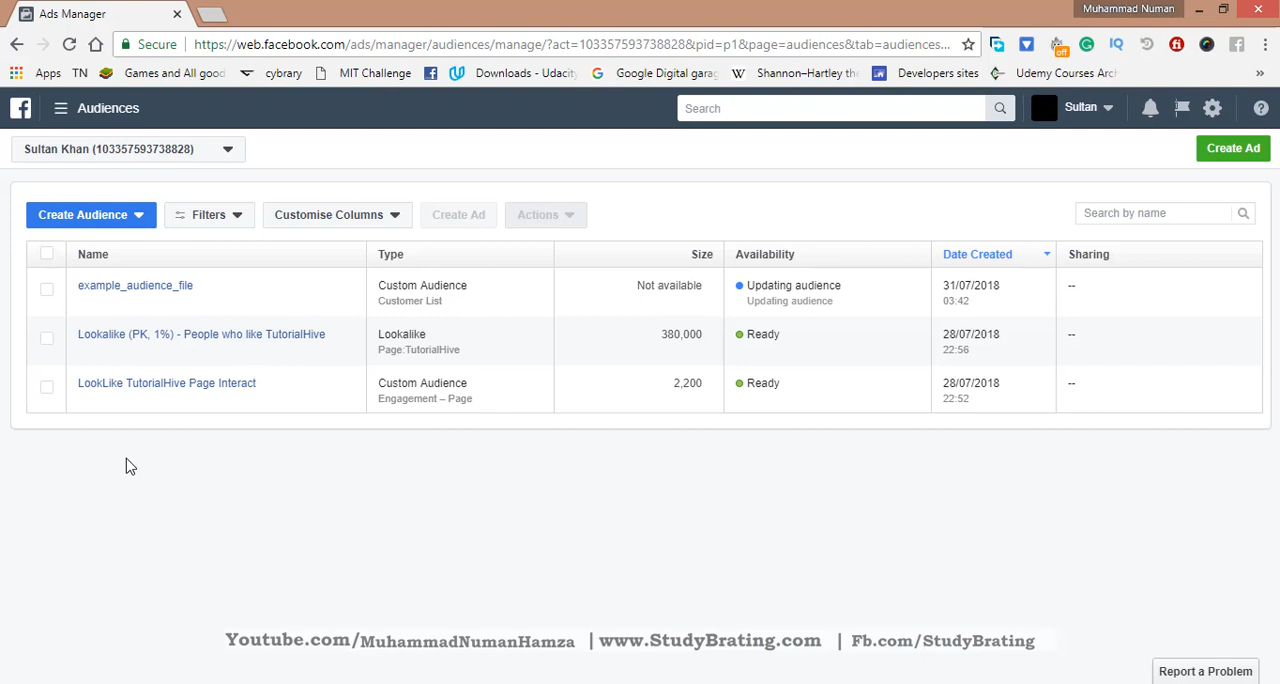 Ads Manager
Muhammad Numan
Secure
https://web.facebook.com/ads/manager/audiences/manage/?act=103357593738828&pid=p1&page=audiences&tab=audiences...
off
Apps
TN
Games and All good
cybrary
MIT Challenge
Downloads - Udacity
Google Digital garag
Shannon–Hartley the
Developers sites
Udemy Courses Arc
»
Audiences
Search
Sultan
Sultan Khan (103357593738828)
Create Ad
Create Audience
Filters
Customise Columns
Create Ad
Actions
Search by name
Name Type Size Availability Date Created Sharing
example_audience_file Custom Audience Not available Updating audience 31/07/2018 --
Customer List Updating audience 03:42
Lookalike (PK, 1%) - People who like TutorialHive Lookalike 380,000 Ready 28/07/2018 --
Page:TutorialHive 22:56
LookLike TutorialHive Page Interact Custom Audience 2,200 Ready 28/07/2018 --
Engagement – Page 22:52
Youtube.com/MuhammadNumanHamza | www.StudyBrating.com | Fb.com/StudyBrating
Report a Problem